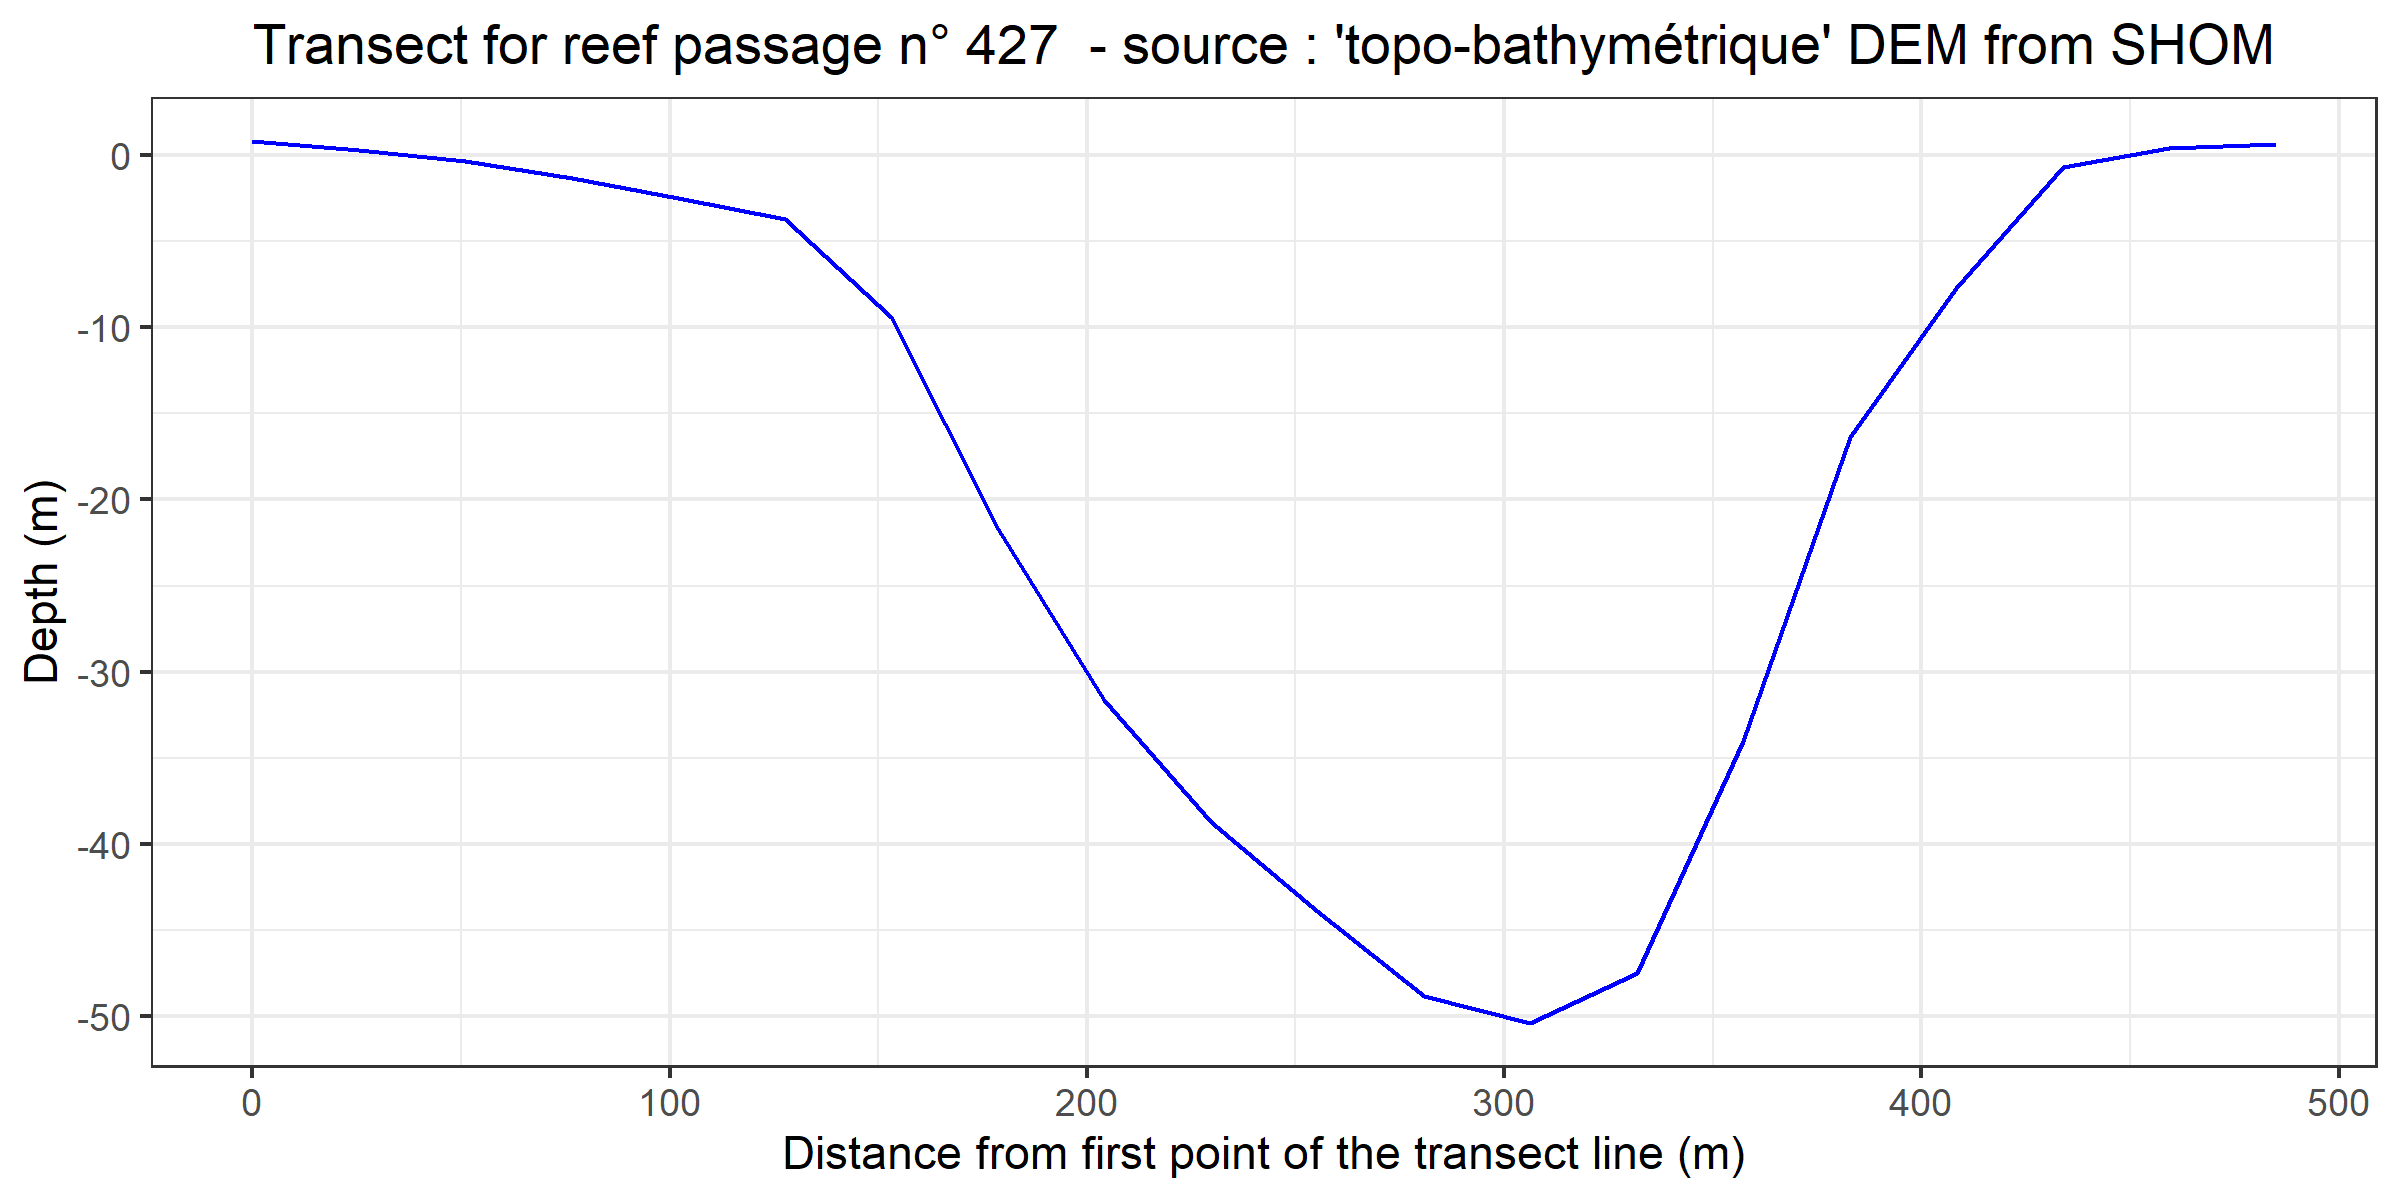 Transect for reef passage n° 427  - source : 'topo-bathymétrique' DEM from SHOM
Depth (m)
0
-10
-20
-30
-40
-50
0 100 200 300 400 500
Distance from first point of the transect line (m)